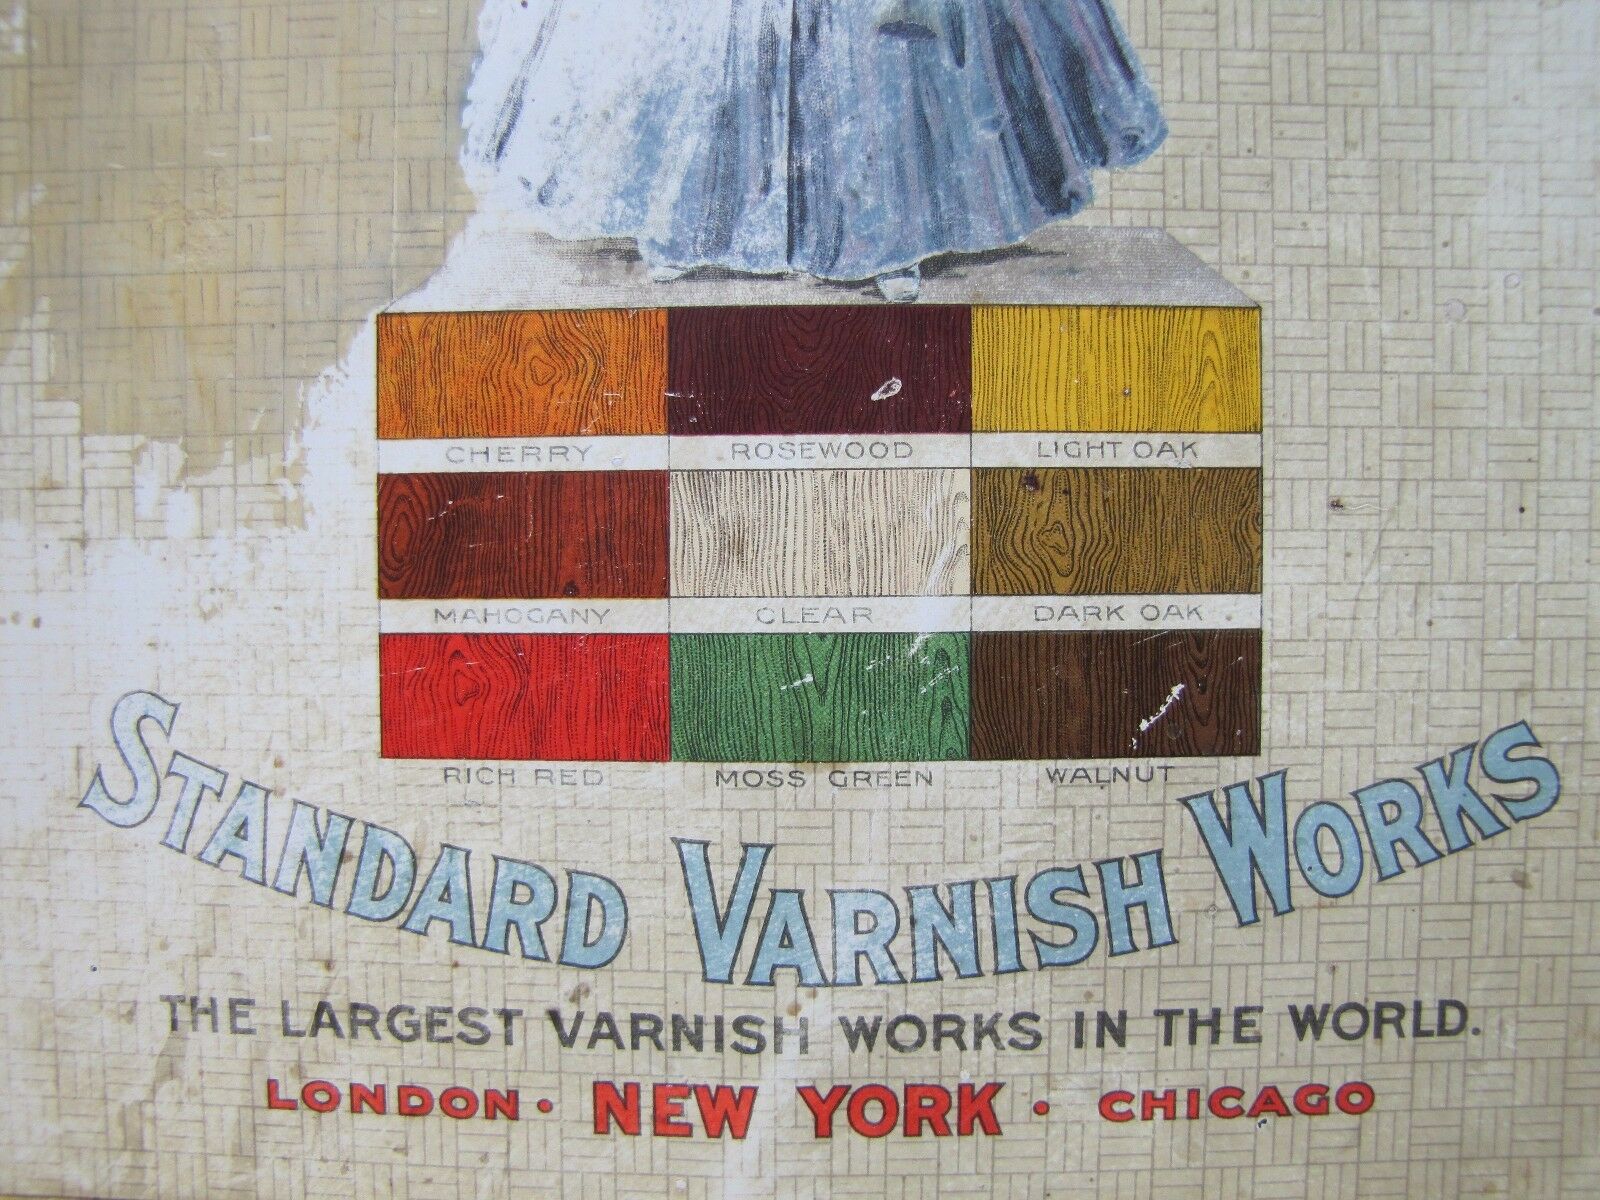 CHERRY ROSEWOOD LIGHT OAK
MAHOGANY CLEAR DARK OAK
RICH RED MOSS GREEN WALNUT
STANDARD VARNISH WORKS
THE LARGEST VARNISH WORKS IN THE WORLD.
LONDON • NEW YORK • CHICAGO